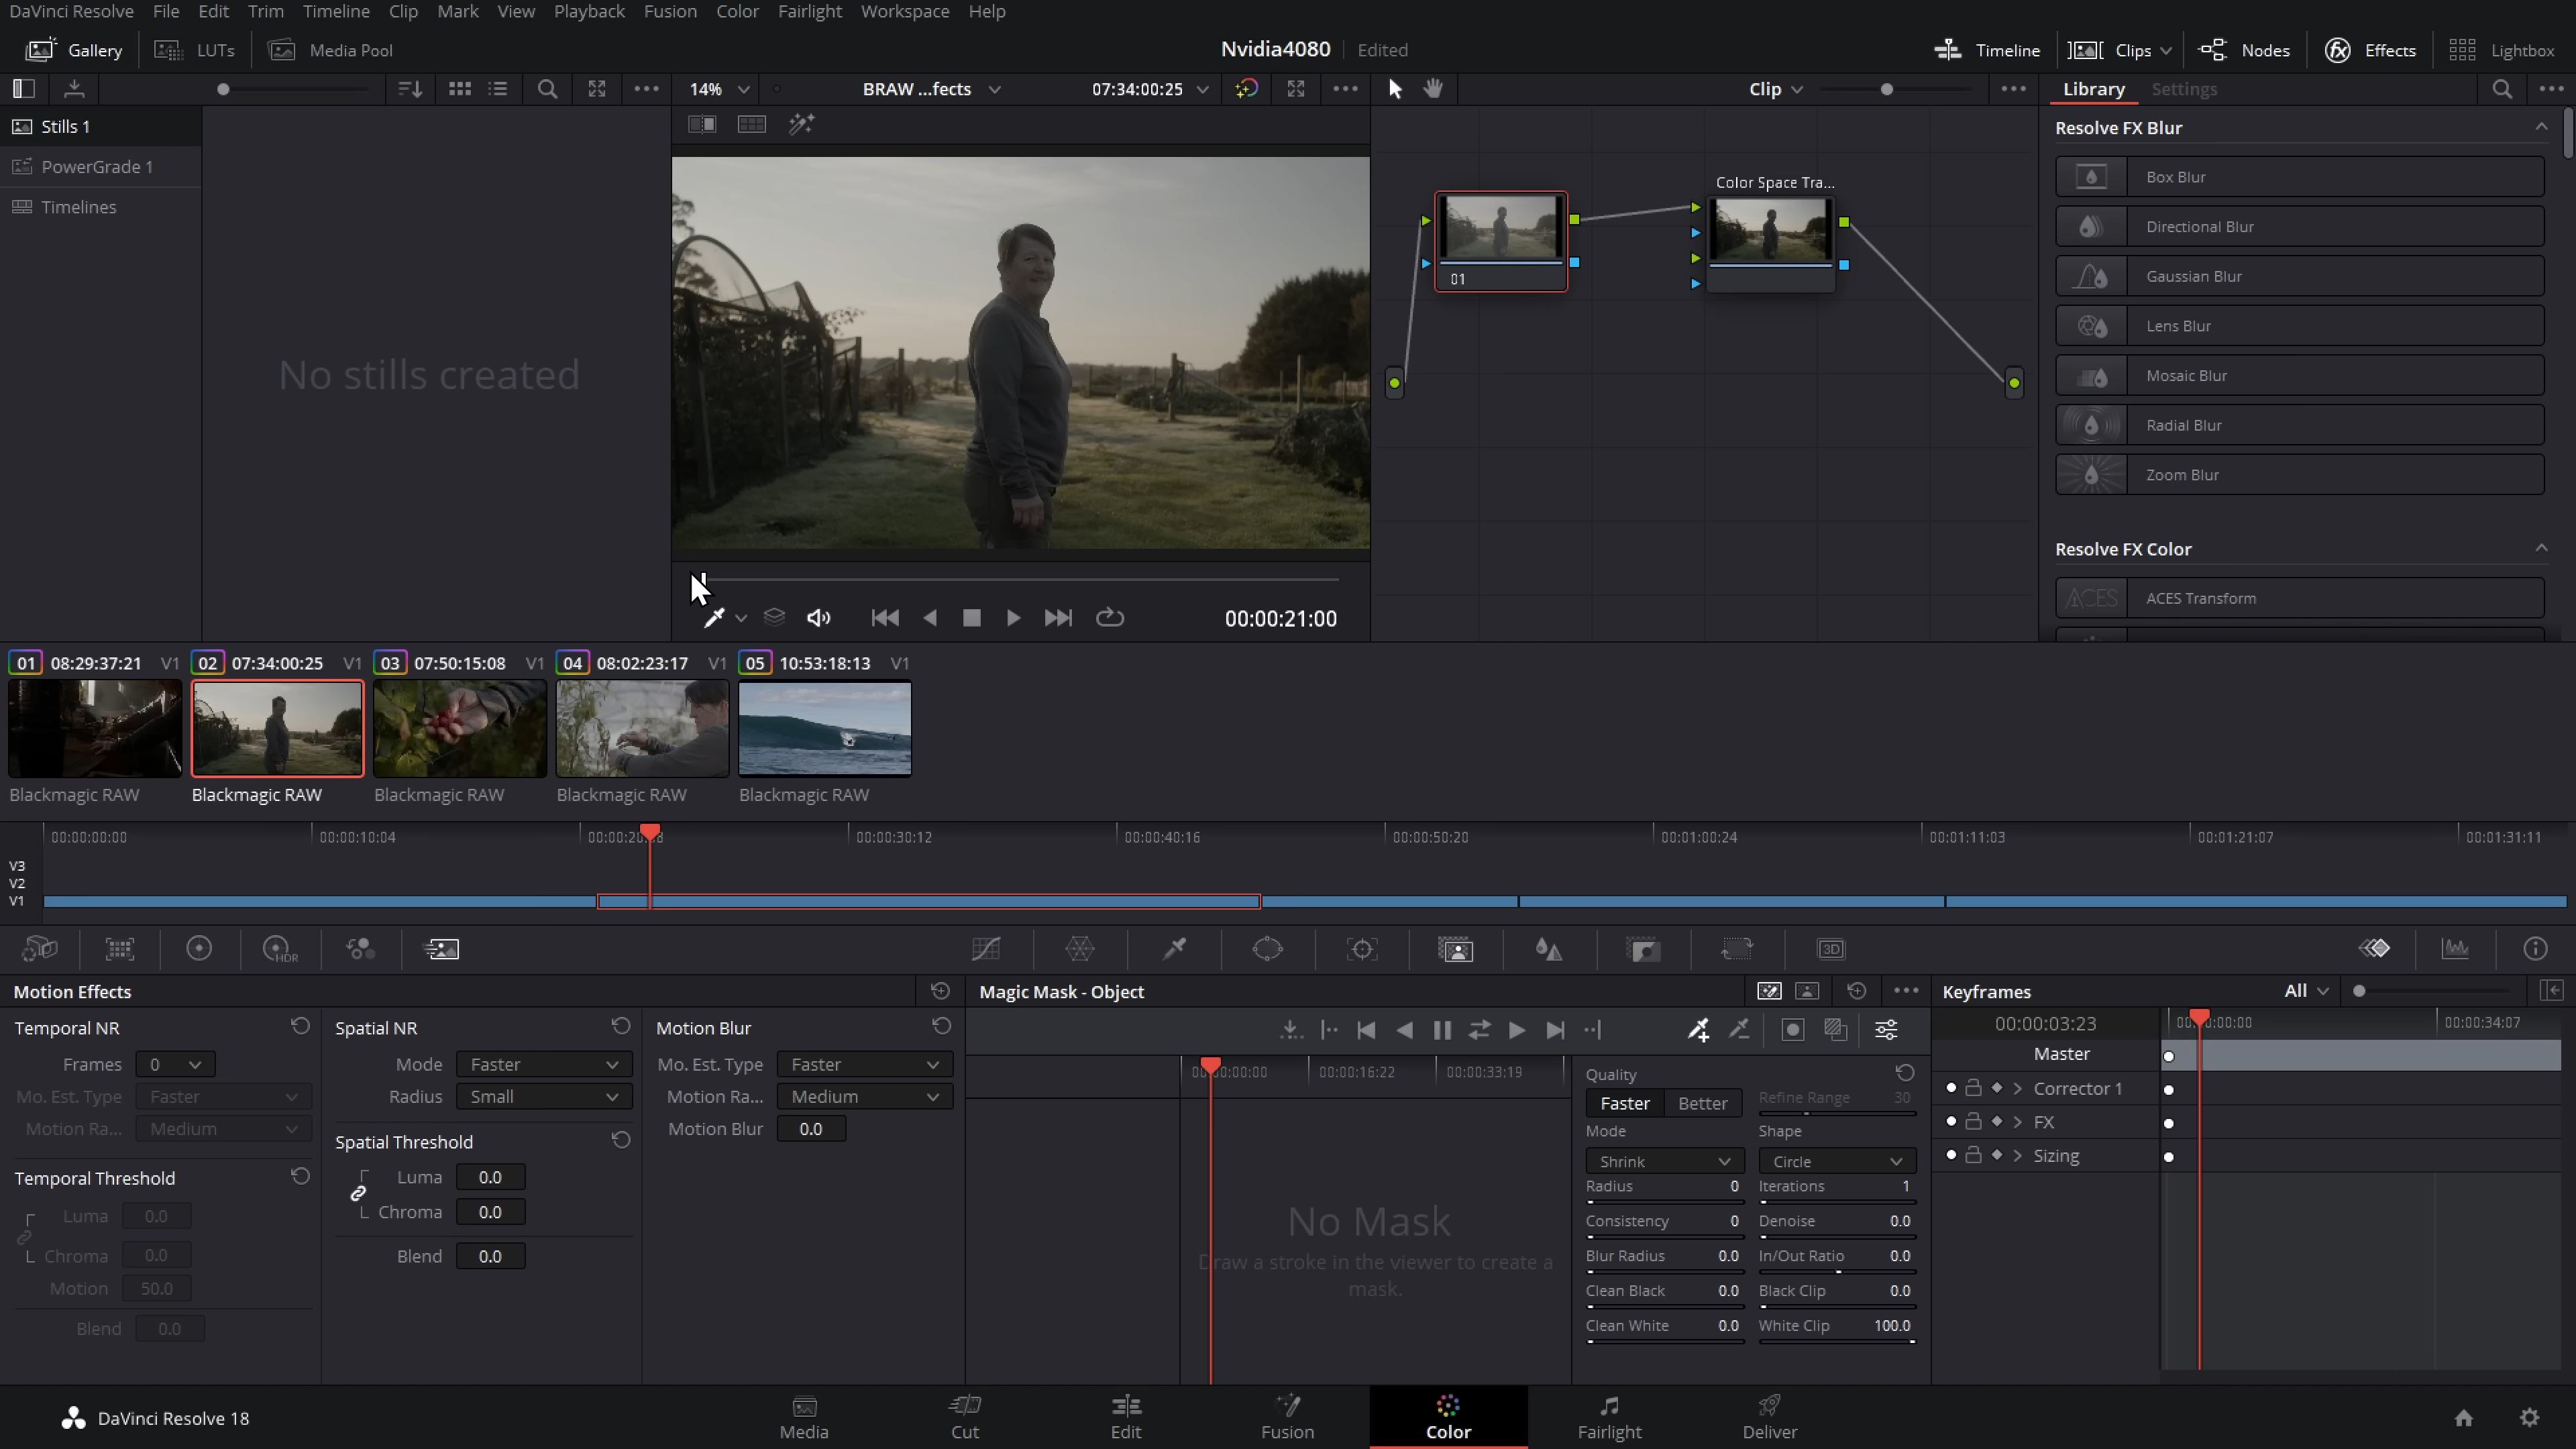 DaVinci Resolve File Edit Trim Timeline Clip Mark View Playback Fusion Color Fairlight Workspace Help
Gallery LUTs Media Pool Nvidia4080 Edited Timeline Clips Nodes Effects Lightbox
14% BRAW ...fects 07:34:00:25 Clip Library Settings
Stills 1
PowerGrade 1
Timelines
No stills created
Color Space Tra...
01
Resolve FX Blur
Box Blur
Directional Blur
Gaussian Blur
Lens Blur
Mosaic Blur
Radial Blur
Zoom Blur
Resolve FX Color
ACES ACES Transform
00:00:21:00
01 08:29:37:21 V1 02 07:34:00:25 V1 03 07:50:15:08 V1 04 08:02:23:17 V1 05 10:53:18:13 V1
Blackmagic RAW Blackmagic RAW Blackmagic RAW Blackmagic RAW Blackmagic RAW
00:00:00:00 00:00:10:04 00:00:30:12 00:00:40:16 00:00:50:20 00:01:00:24 00:01:11:03 00:01:21:07 00:01:31:11
V3
V2
V1
HDR 3D
Motion Effects
Temporal NR Spatial NR Motion Blur
Frames 0 Mode Faster Mo. Est. Type Faster
Mo. Est. Type Faster Radius Small Motion Ra... Medium
Motion Ra... Medium Motion Blur 0.0
Temporal Threshold Spatial Threshold
Luma 0.0 Luma 0.0
Chroma 0.0 Chroma 0.0
Motion 50.0
Blend 0.0 Blend 0.0
Magic Mask - Object
00:00:16:22 00:00:33:19
No Mask
Draw a stroke in the viewer to create a
mask.
Quality
Faster Better Refine Range 30
Mode Shape
Shrink Circle
Radius 0 Iterations 1
Consistency 0 Denoise 0.0
Blur Radius 0.0 In/Out Ratio 0.0
Clean Black 0.0 Black Clip 0.0
Clean White 0.0 White Clip 100.0
Keyframes All
00:00:03:23 00:00:34:07
Master
Corrector 1
FX
Sizing
DaVinci Resolve 18 Media Cut Edit Fusion Color Fairlight Deliver